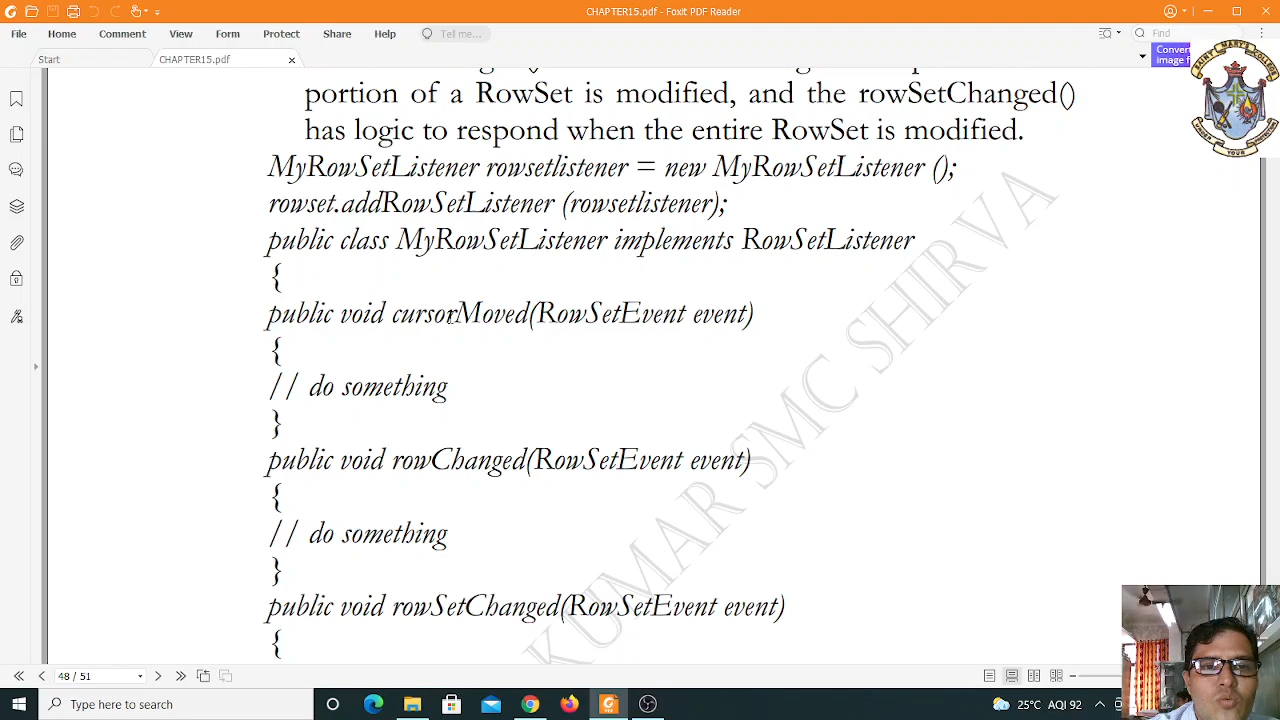 CHAPTER15.pdf - Foxit PDF Reader
File Home Comment View Form Protect Share Help Tell me... Find
Start CHAPTER15.pdf Convert
image f
portion of a RowSet is modified, and the rowSetChanged()
has logic to respond when the entire RowSet is modified.
MyRowSetListener rowsetlistener = new MyRowSetListener ();
rowset.addRowSetListener (rowsetlistener);
public class MyRowSetListener implements RowSetListener
{
public void cursorMoved(RowSetEvent event)
{
// do something
}
public void rowChanged(RowSetEvent event)
{
// do something
}
public void rowSetChanged(RowSetEvent event)
{
KUMAR SMC SHIRVA
48 / 51
Type here to search 25°C AQI 92